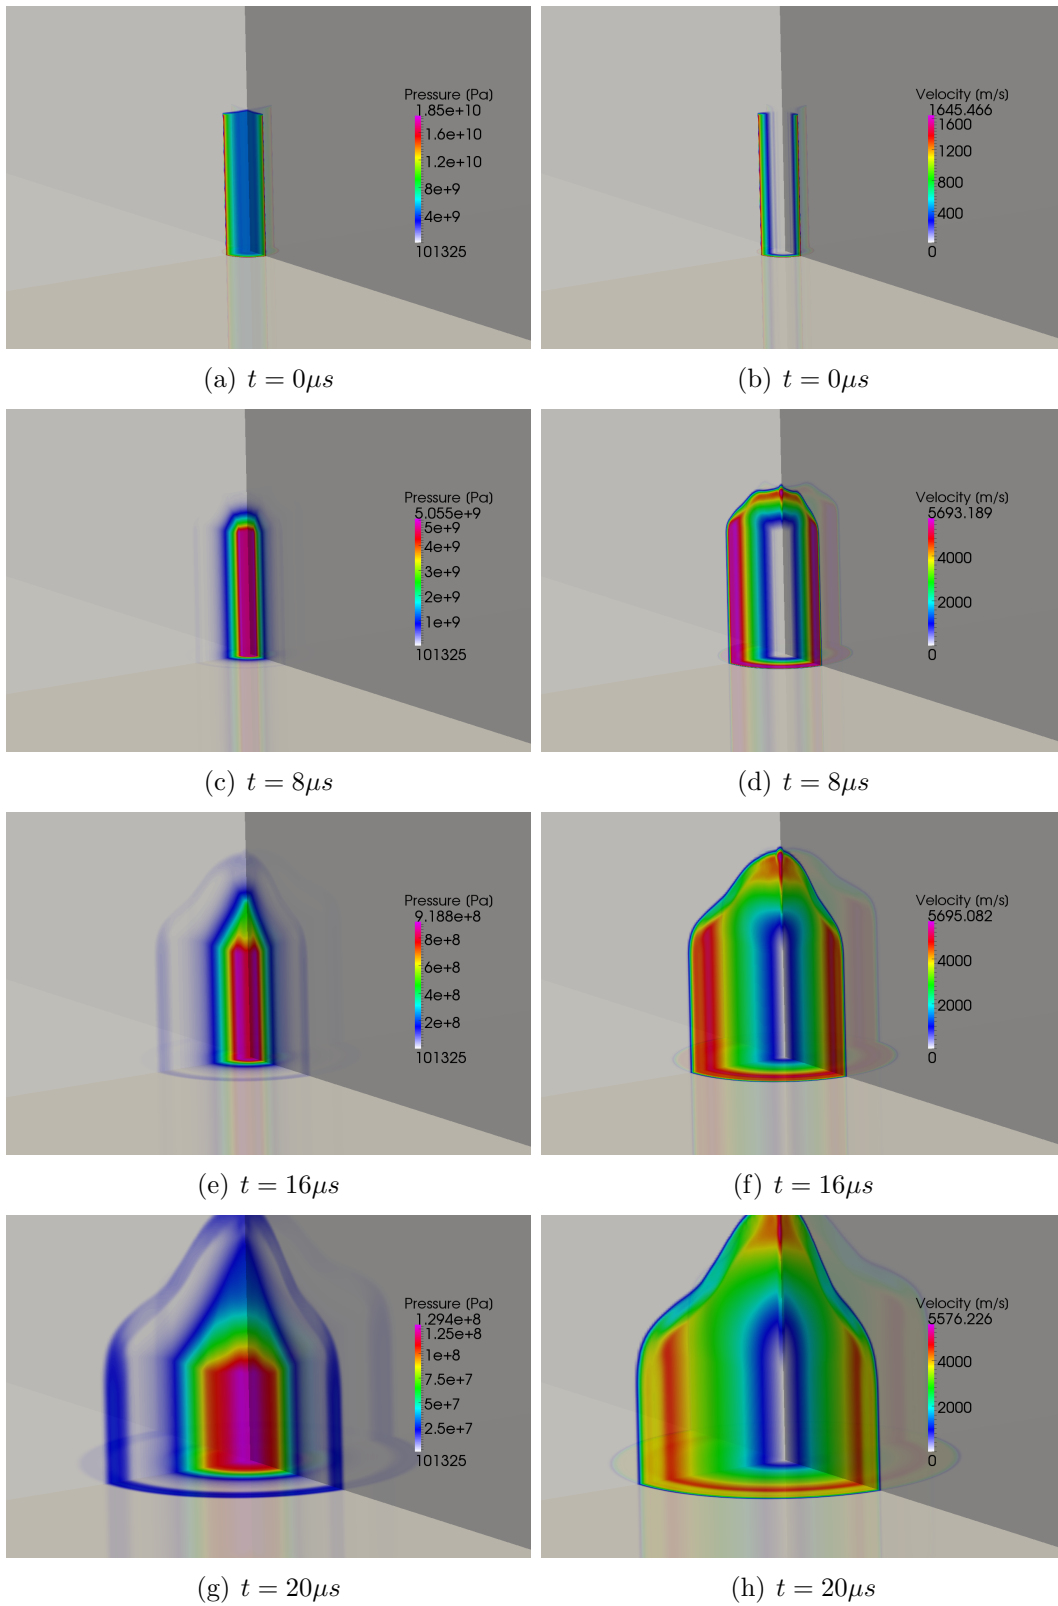 Pressure [Pa]
1.85e+10
1.6e+10
1.2e+10
8e+9
4e+9
101325
(a) t = 0μs
Velocity [m/s]
1645.466
1600
1200
800
400
0
(b) t = 0μs
Pressure [Pa]
5.055e+9
5e+9
4e+9
3e+9
2e+9
1e+9
101325
(c) t = 8μs
Velocity [m/s]
5693.189
4000
2000
0
(d) t = 8μs
Pressure [Pa]
9.188e+8
8e+8
6e+8
4e+8
2e+8
101325
(e) t = 16μs
Velocity [m/s]
5695.082
4000
2000
0
(f) t = 16μs
Pressure [Pa]
1.294e+8
1.25e+8
1e+8
7.5e+7
5e+7
2.5e+7
101325
(g) t = 20μs
Velocity [m/s]
5576.226
4000
2000
0
(h) t = 20μs